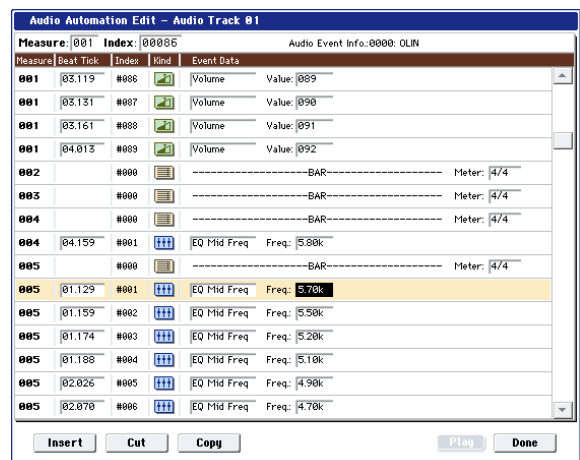 Audio Automation Edit – Audio Track 01
Measure: 001 Index: 00086 Audio Event Info.:0000: OLIN
Measure Beat Tick Index Kind Event Data
001 03.119 #086 Volume Value: 089
001 03.131 #087 Volume Value: 090
001 03.161 #088 Volume Value: 091
001 04.013 #089 Volume Value: 092
002 #000 --------------------BAR-------------------- Meter: 4/4
003 #000 --------------------BAR-------------------- Meter: 4/4
004 #000 --------------------BAR-------------------- Meter: 4/4
004 04.159 #001 EQ Mid Freq Freq.: 5.80k
005 #000 --------------------BAR-------------------- Meter: 4/4
005 01.129 #001 EQ Mid Freq Freq.: 5.70k
005 01.159 #002 EQ Mid Freq Freq.: 5.50k
005 01.174 #003 EQ Mid Freq Freq.: 5.20k
005 01.188 #004 EQ Mid Freq Freq.: 5.10k
005 02.026 #005 EQ Mid Freq Freq.: 4.90k
005 02.070 #006 EQ Mid Freq Freq.: 4.70k
Insert Cut Copy Play Done